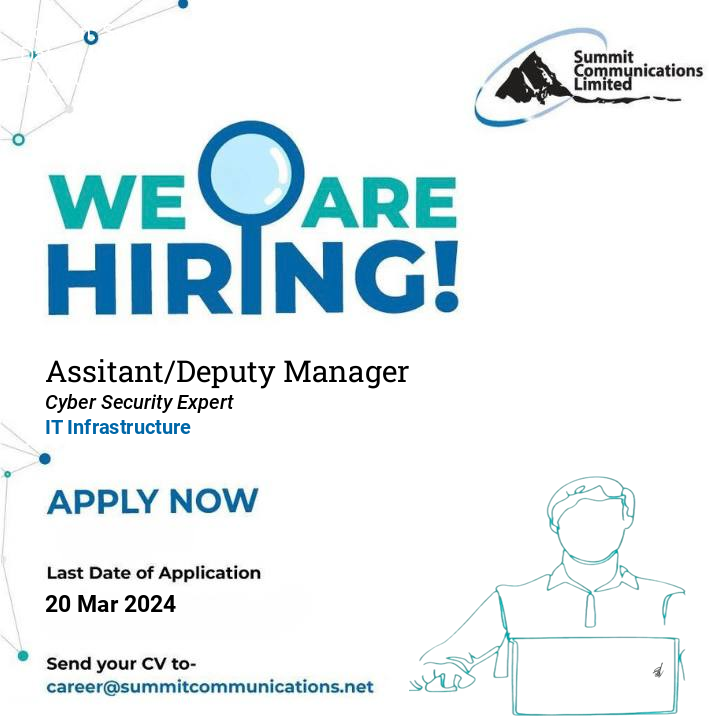 Summit
Communications
Limited
WE ARE
HIRING!
Assitant/Deputy Manager
Cyber Security Expert
IT Infrastructure
APPLY NOW
Last Date of Application
20 Mar 2024
Send your CV to-
career@summitcommunications.net